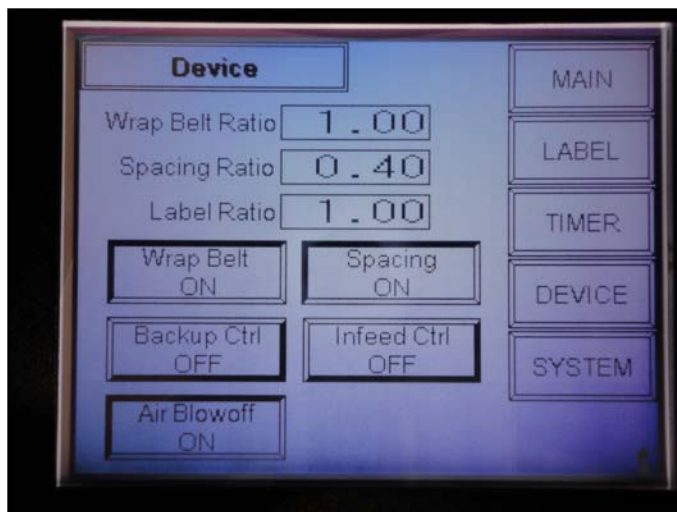 Device
Wrap Belt Ratio 1.00
Spacing Ratio 0.40
Label Ratio 1.00
Wrap Belt
ON
Spacing
ON
Backup Ctrl
OFF
Infeed Ctrl
OFF
Air Blowoff
ON
MAIN
LABEL
TIMER
DEVICE
SYSTEM